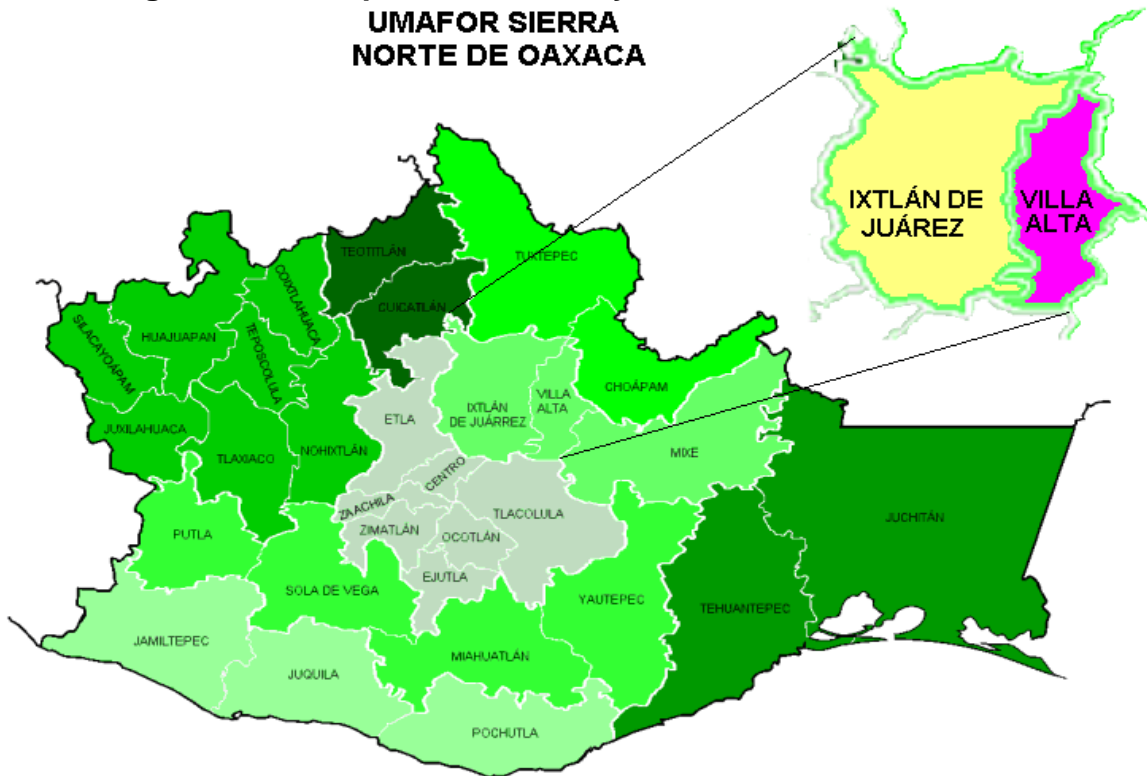 UMAFOR SIERRA
NORTE DE OAXACA
IXTLÁN DE
JUÁREZ
VILLA
ALTA
TEOTITLÁN
TUXTEPEC
COIXTLAHUACA
CUICATLÁN
SILACAYOÁPAM
HUAJUAPAN
TEPOSCOLULA
CHOÁPAM
VILLA
ALTA
ETLA
IXTLÁN
DE JUÁRREZ
JUXILAHUACA
TLAXIACO
NOHIXTLÁN
MIXE
CENTRO
ZAACHILA
TLACOLULA
JUCHITÁN
PUTLA
ZIMATLÁN
OCOTLÁN
EJUTLA
SOLA DE VEGA
YAUTEPEC
TEHUANTEPEC
JAMILTEPEC
MIAHUATLÁN
JUQUILA
POCHUTLA